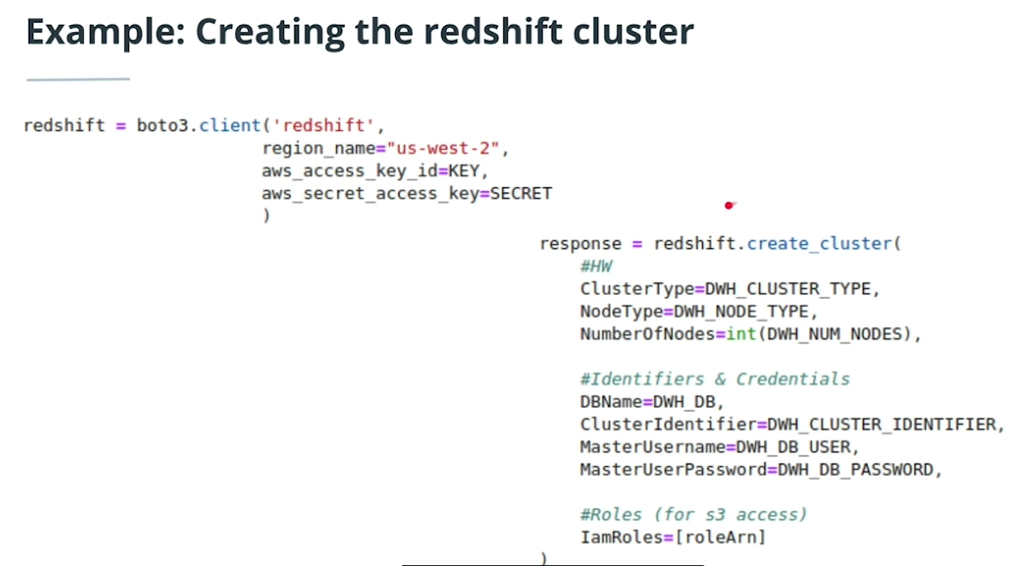 Example: Creating the redshift cluster
redshift = boto3.client('redshift',
region_name="us-west-2",
aws_access_key_id=KEY,
aws_secret_access_key=SECRET
)
response = redshift.create_cluster(
#HW
ClusterType=DWH_CLUSTER_TYPE,
NodeType=DWH_NODE_TYPE,
NumberOfNodes=int(DWH_NUM_NODES),
#Identifiers & Credentials
DBName=DWH_DB,
ClusterIdentifier=DWH_CLUSTER_IDENTIFIER,
MasterUsername=DWH_DB_USER,
MasterUserPassword=DWH_DB_PASSWORD,
#Roles (for s3 access)
IamRoles=[roleArn]
)